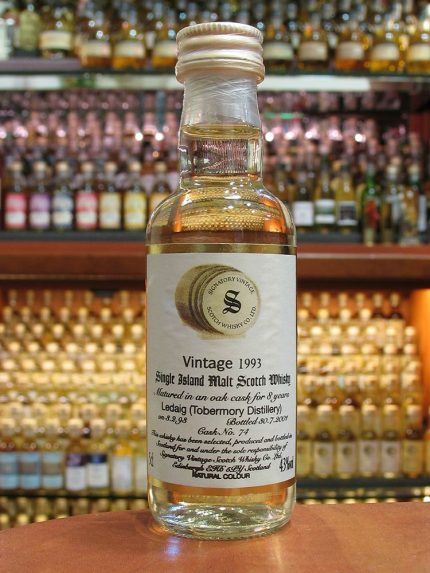 SIGNATORY VINTAGE
S
SCOTCH WHISKY CO. LTD.
Vintage 1993
Single Island Malt Scotch Whisky
Matured in an oak cask for 8 years
Ledaig (Tobermory Distillery)
on 3.3.93 Bottled 30.7.2001
Cask No. 74
This whisky has been selected, produced and bottled in
Scotland for and under the sole responsibility of
Signatory Vintage Scotch Whisky Co. Ltd.
5cl Edinburgh EH6 5PY Scotland 43%
NATURAL COLOUR